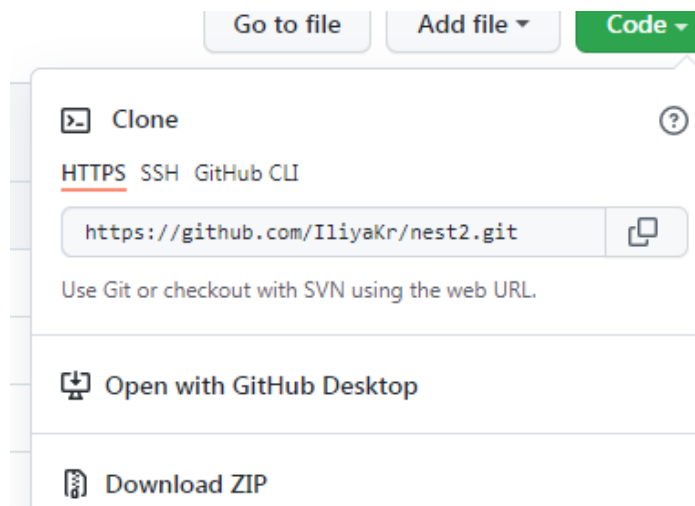 Go to file Add file Code
Clone
HTTPS SSH GitHub CLI
https://github.com/IliyaKr/nest2.git
Use Git or checkout with SVN using the web URL.
Open with GitHub Desktop
Download ZIP